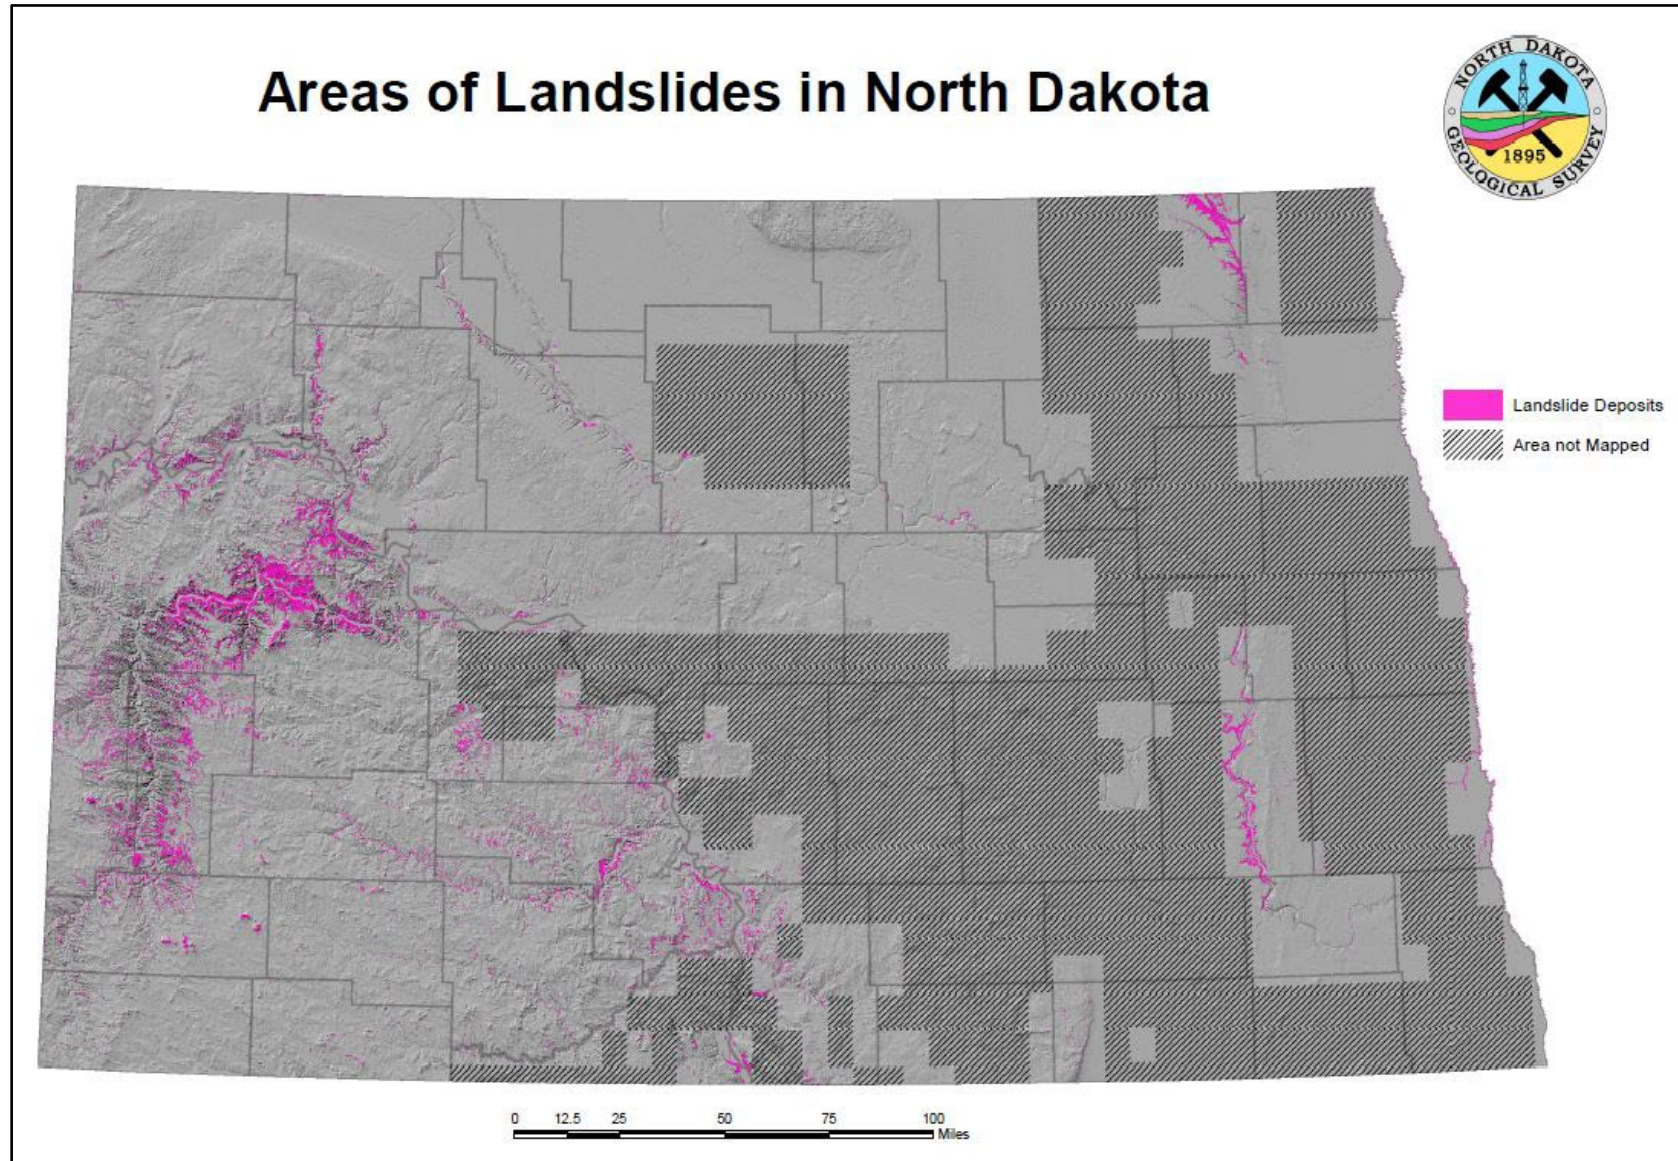 Areas of Landslides in North Dakota
NORTH DAKOTA
1895
GEOLOGICAL SURVEY
Landslide Deposits
Area not Mapped
0 12.5 25 50 75 100
Miles